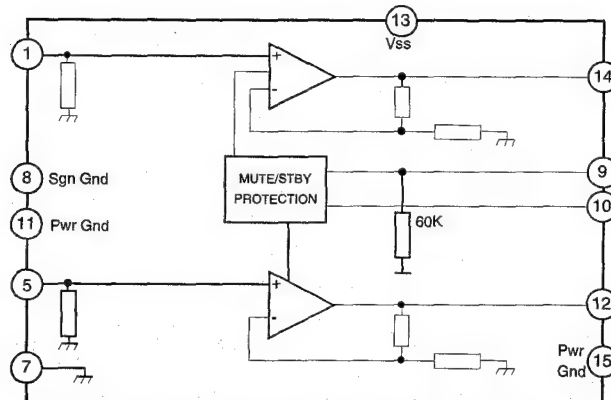 13
Vss
1
+
-
14
8 Sgn Gnd
MUTE/STBY
PROTECTION
9
10
11 Pwr Gnd
60K
5
+
-
12
7
Pwr
Gnd
15